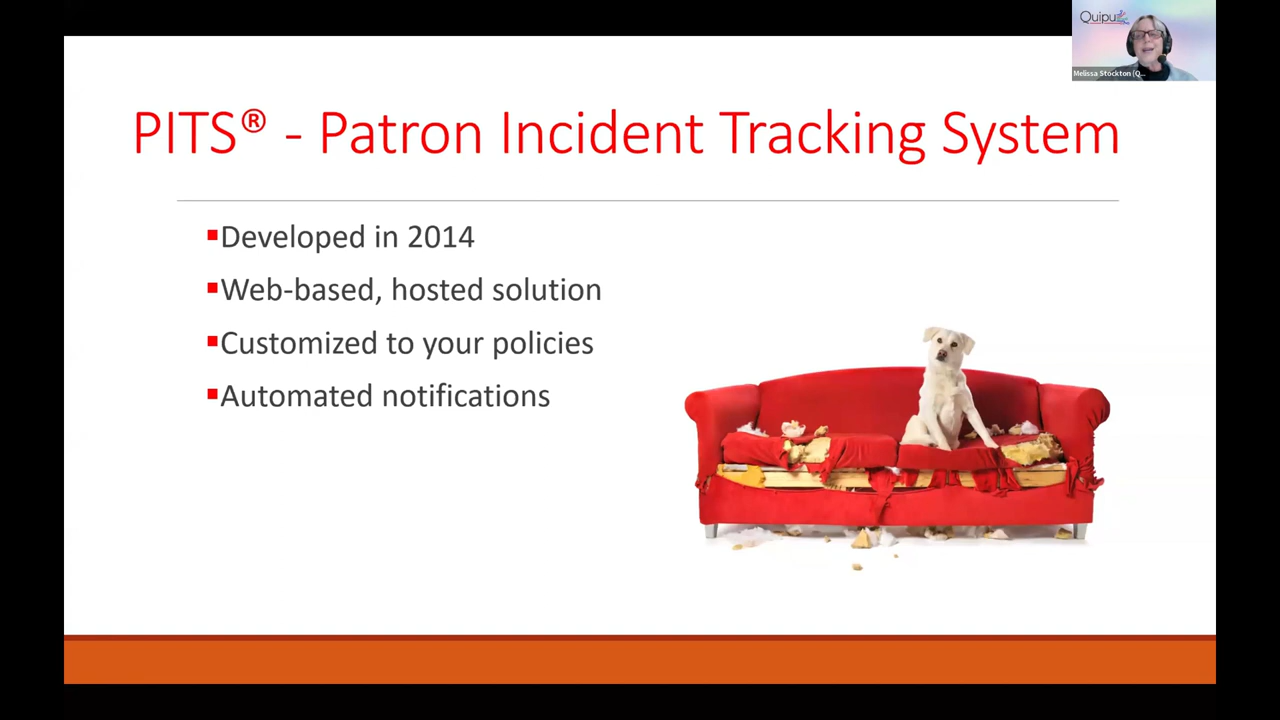 Quipu
Melissa Stockton (Q...
PITS® - Patron Incident Tracking System
▪Developed in 2014
▪Web-based, hosted solution
▪Customized to your policies
▪Automated notifications